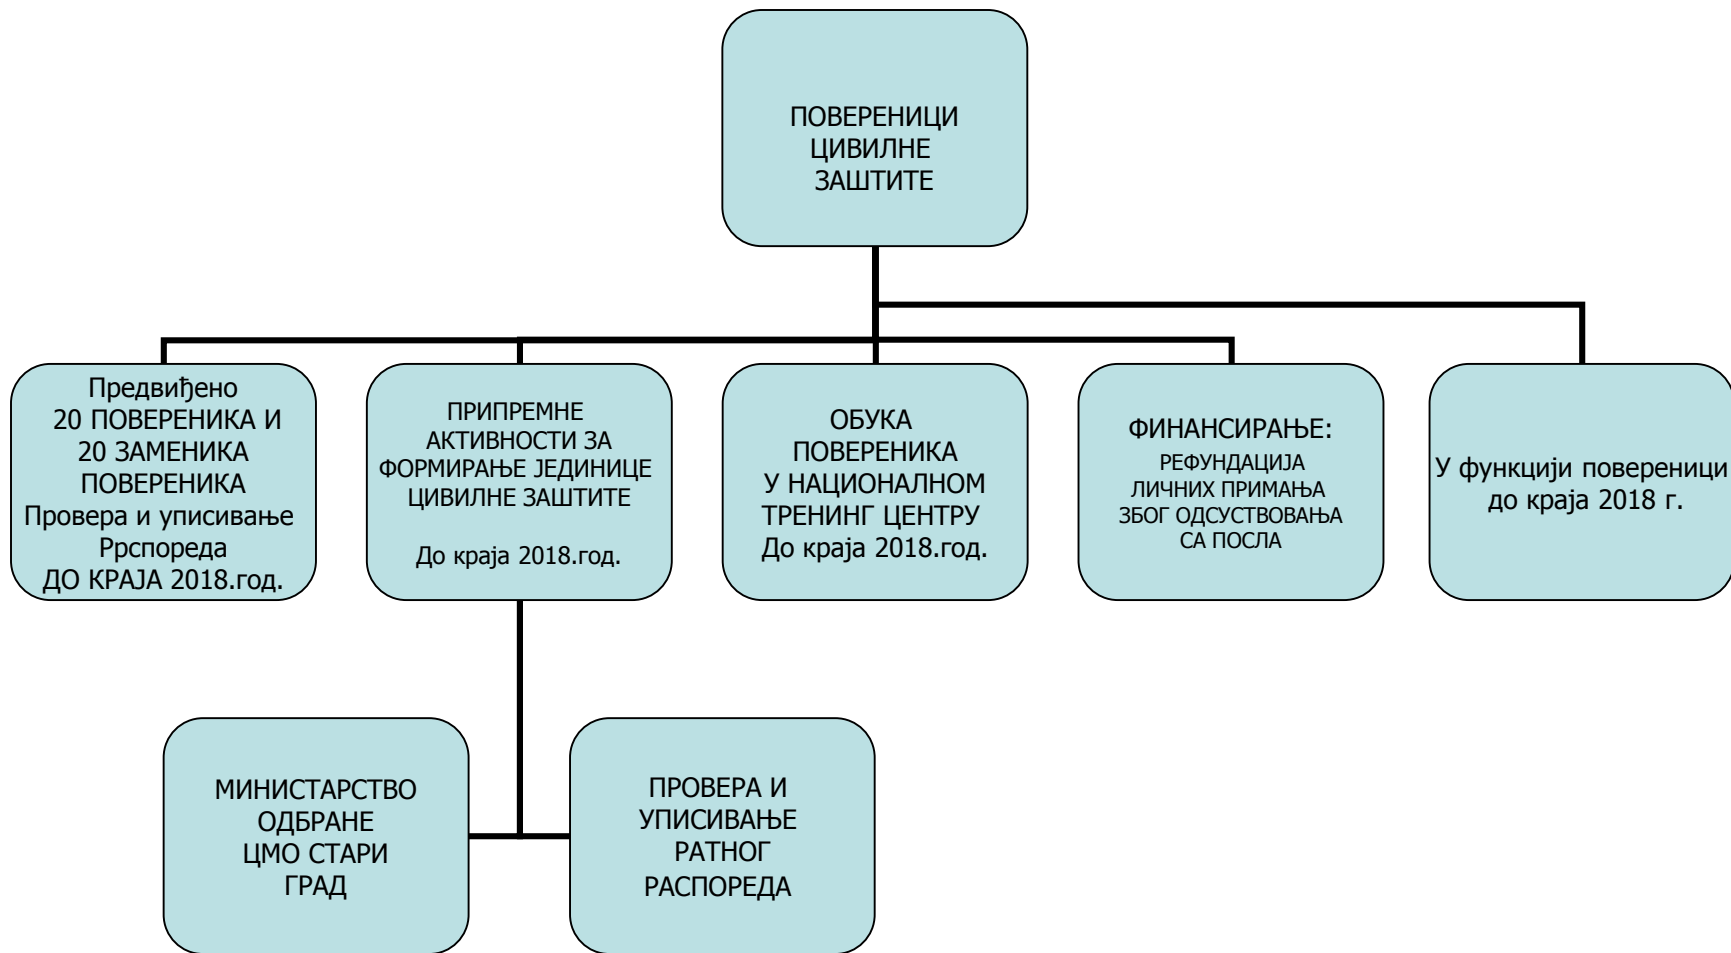 ПОВЕРЕНИЦИ
ЦИВИЛНЕ
ЗАШТИТЕ
Предвиђено
20 ПОВЕРЕНИКА И
20 ЗАМЕНИКА
ПОВЕРЕНИКА
Провера и уписивање
Ррспореда
ДО КРАЈА 2018.год.
ПРИПРЕМНЕ
АКТИВНОСТИ ЗА
ФОРМИРАЊЕ ЈЕДИНИЦЕ
ЦИВИЛНЕ ЗАШТИТЕ
До краја 2018.год.
ОБУКА
ПОВЕРЕНИКА
У НАЦИОНАЛНОМ
ТРЕНИНГ ЦЕНТРУ
До краја 2018.год.
ФИНАНСИРАЊЕ:
РЕФУНДАЦИЈА
ЛИЧНИХ ПРИМАЊА
ЗБОГ ОДСУСТВОВАЊА
СА ПОСЛА
У функцији повереници
до краја 2018 г.
МИНИСТАРСТВО
ОДБРАНЕ
ЦМО СТАРИ
ГРАД
ПРОВЕРА И
УПИСИВАЊЕ
РАТНОГ
РАСПОРЕДА